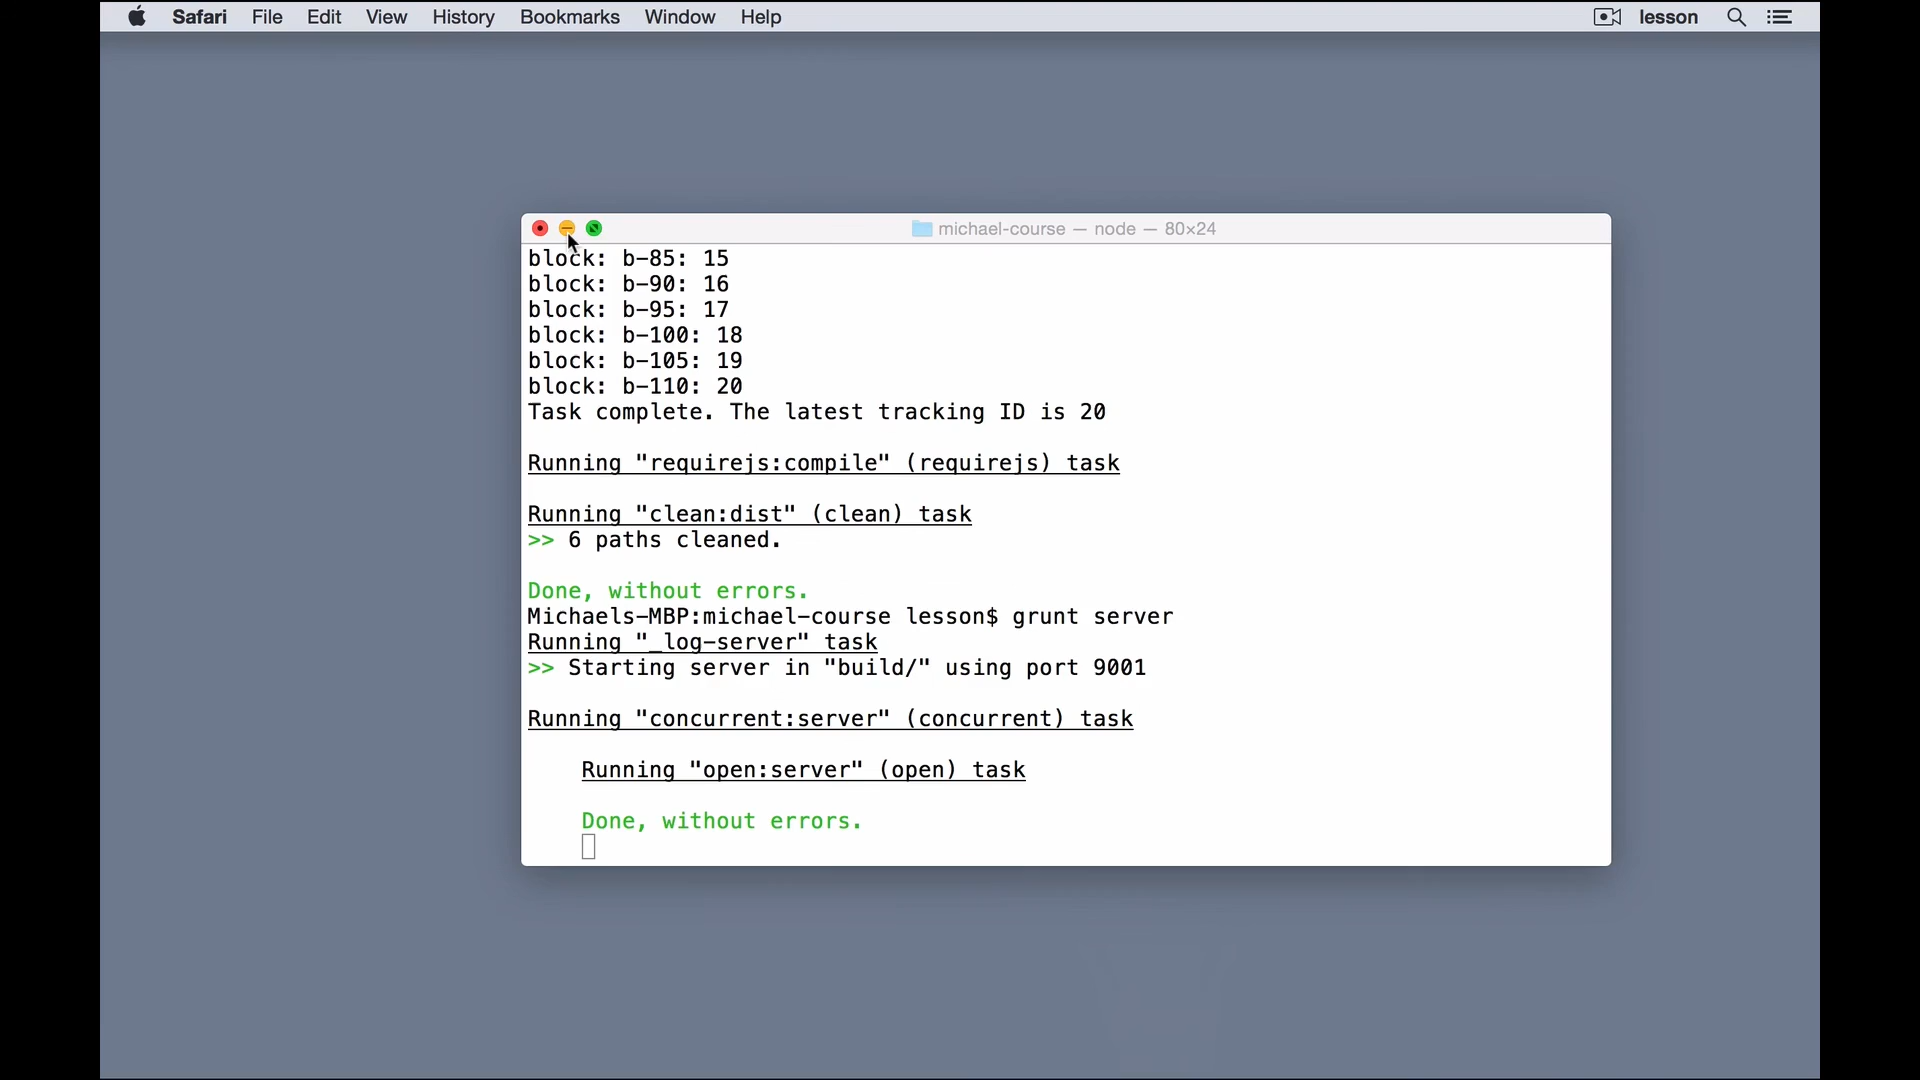 Safari File Edit View History Bookmarks Window Help lesson
michael-course — node — 80×24
block: b-85: 15
block: b-90: 16
block: b-95: 17
block: b-100: 18
block: b-105: 19
block: b-110: 20
Task complete. The latest tracking ID is 20
Running "requirejs:compile" (requirejs) task
Running "clean:dist" (clean) task
>> 6 paths cleaned.
Done, without errors.
Michaels-MBP:michael-course lesson$ grunt server
Running "_log-server" task
>> Starting server in "build/" using port 9001
Running "concurrent:server" (concurrent) task
Running "open:server" (open) task
Done, without errors.